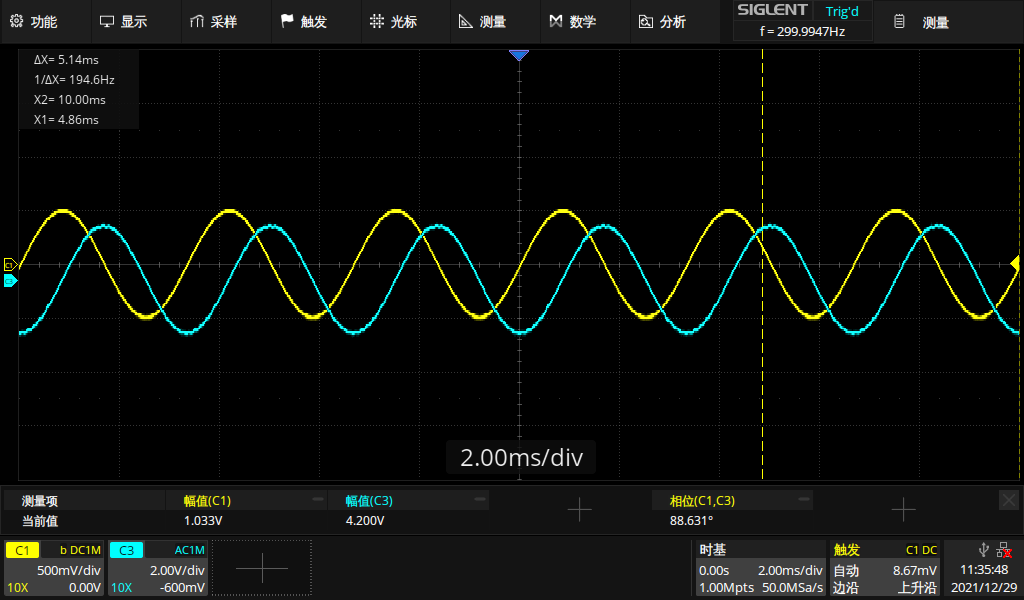 功能 显示 采样 触发 光标 测量 数学 分析 SIGLENT Trig'd 测量
f = 299.9947Hz
ΔX= 5.14ms
1/ΔX= 194.6Hz
X2= 10.00ms
X1= 4.86ms
C1
C3
2.00ms/div
测量项 幅值(C1) 幅值(C3) 相位(C1,C3)
当前值 1.033V 4.200V 88.631°
C1 b DC1M C3 AC1M 时基 触发 C1 DC
500mV/div 2.00V/div 0.00s 2.00ms/div 自动 8.67mV 11:35:48
10X 0.00V 10X -600mV 1.00Mpts 50.0MSa/s 边沿 上升沿 2021/12/29